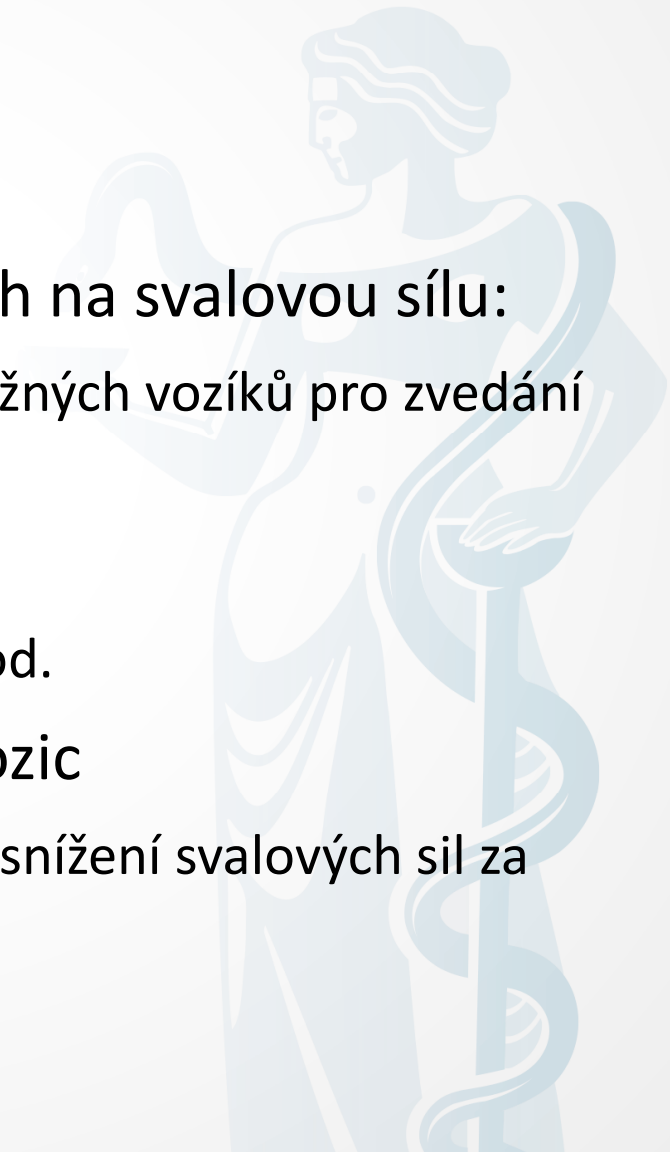 h na svalovou sílu:
žných vozíků pro zvedání
od.
ozic
snížení svalových sil za